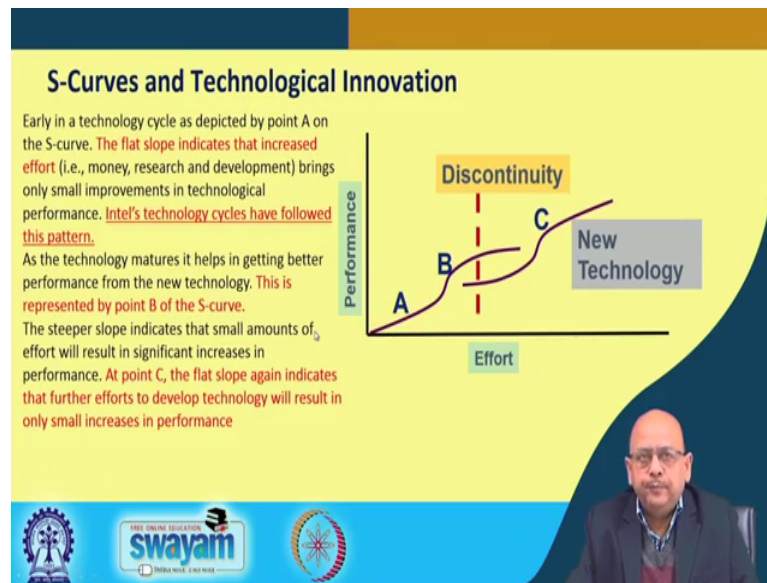 S-Curves and Technological Innovation
Early in a technology cycle as depicted by point A on
the S-curve. The flat slope indicates that increased
effort (i.e., money, research and development) brings
only small improvements in technological
performance. Intel's technology cycles have followed
this pattern.
As the technology matures it helps in getting better
performance from the new technology. This is
represented by point B of the S-curve.
The steeper slope indicates that small amounts of
effort will result in significant increases in
performance. At point C, the flat slope again indicates
that further efforts to develop technology will result in
only small increases in performance
Performance
Discontinuity
A
B
C
New
Technology
Effort
FREE ONLINE EDUCATION
swayam